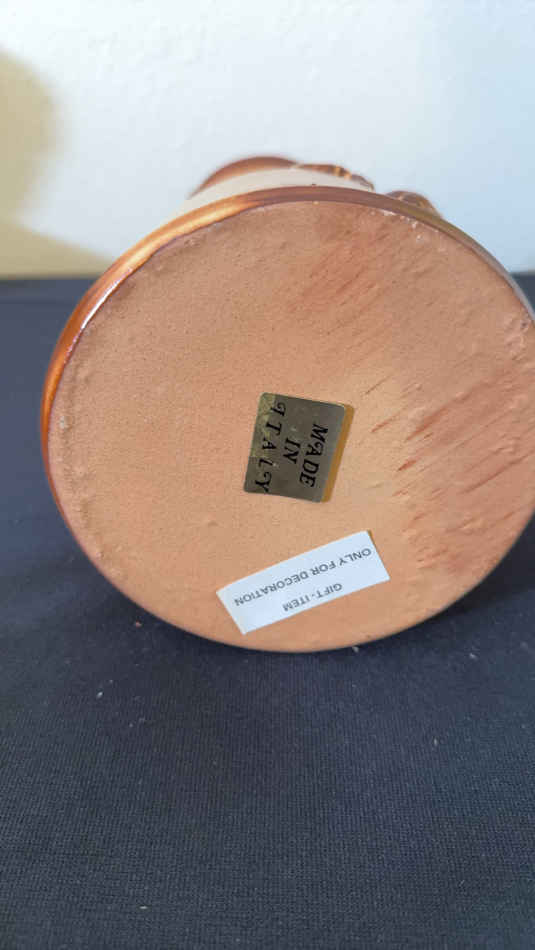 MADE
IN
ITALY
GIFT-ITEM
ONLY FOR DECORATION